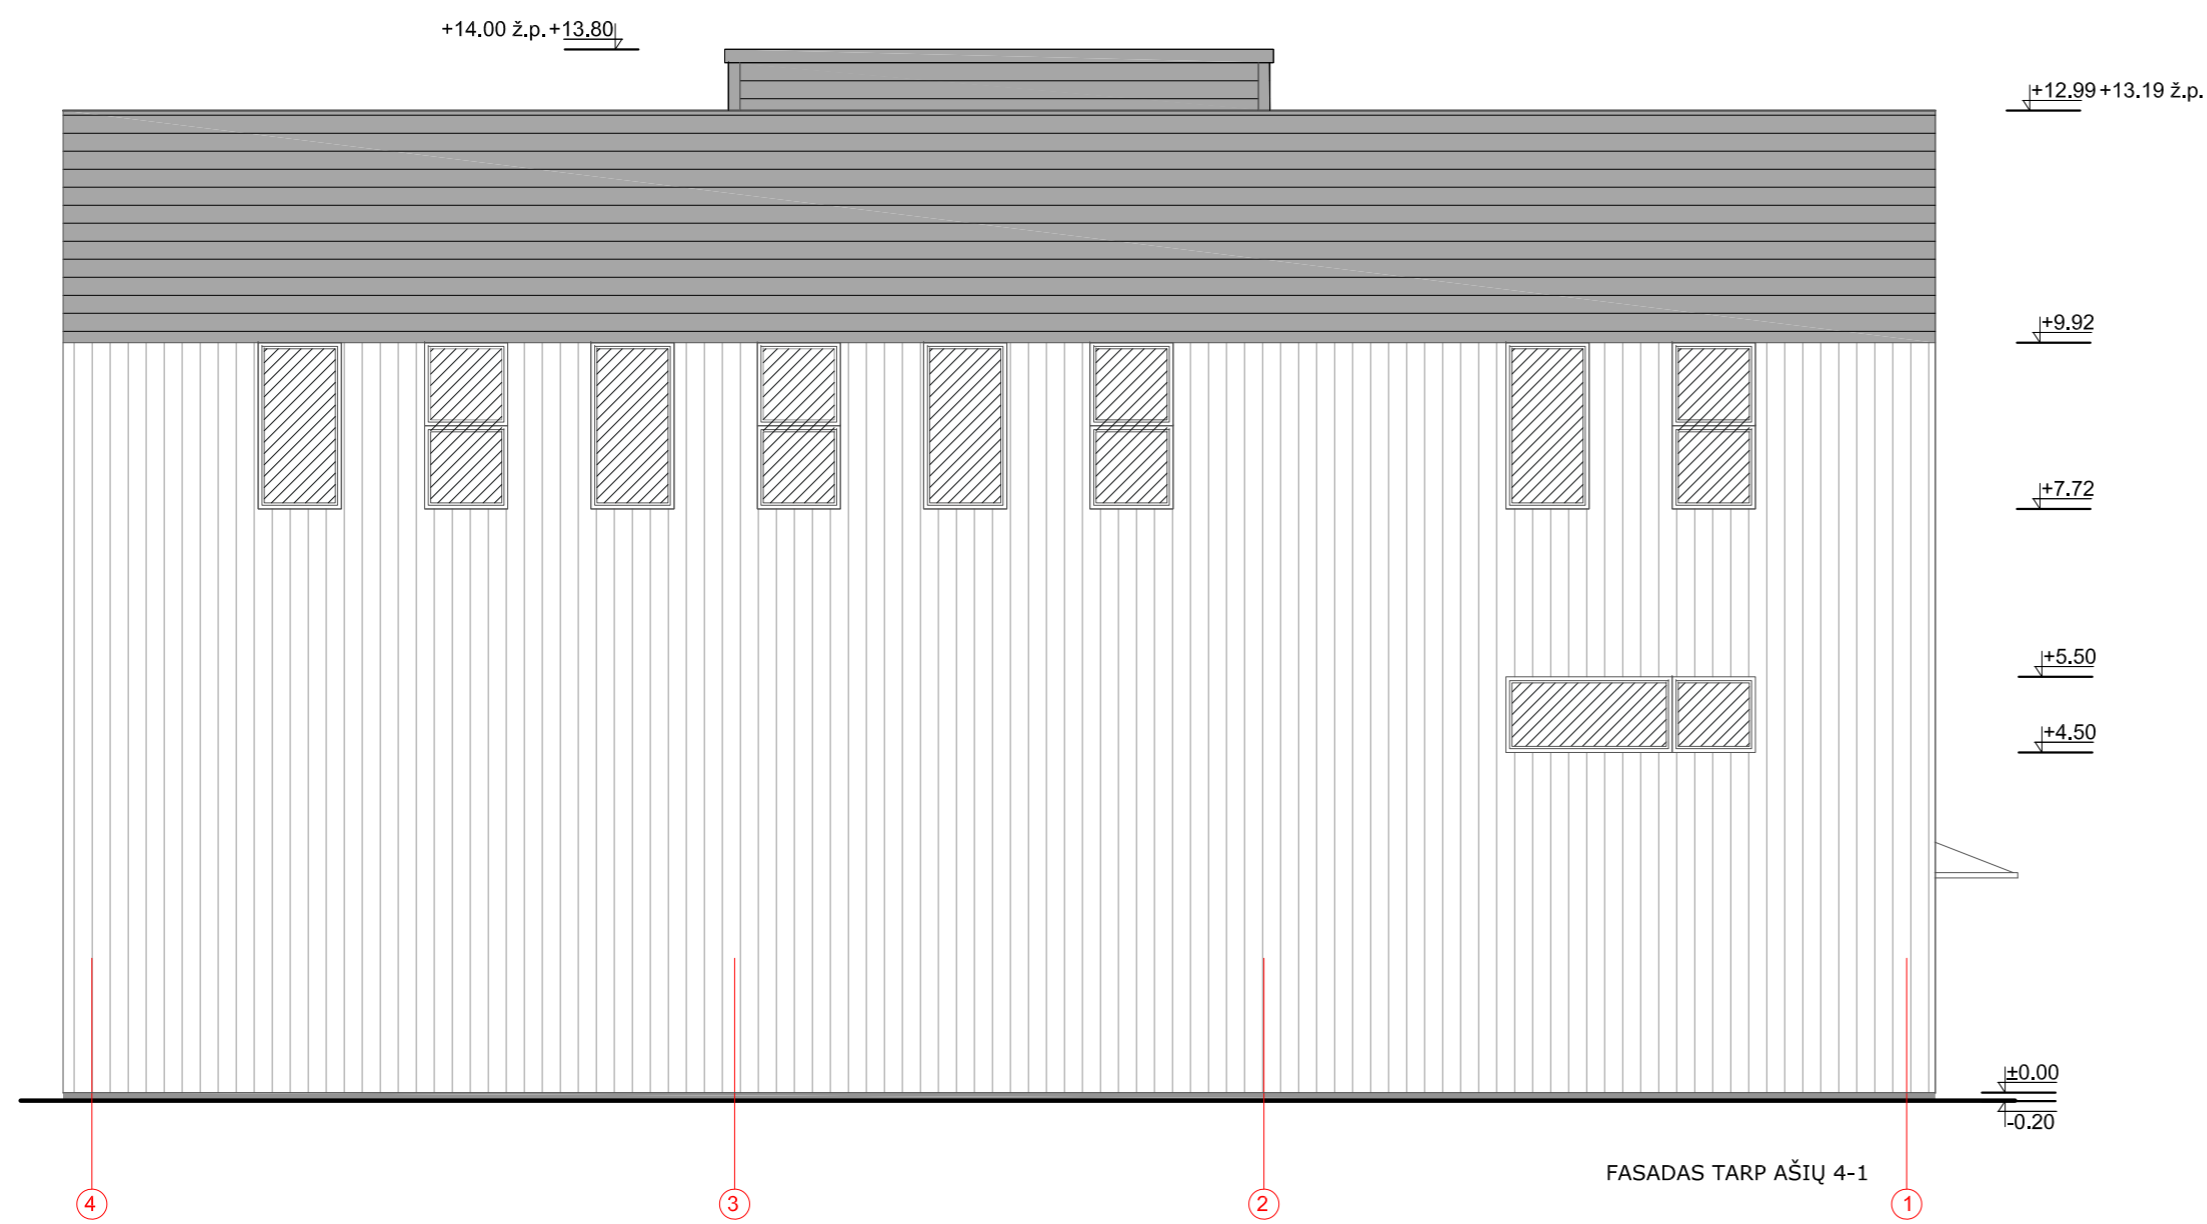 +14.00 ž.p. +13.80
+12.99 +13.19 ž.p.
+9.92
+7.72
+5.50
+4.50
±0.00
-0.20
FASADAS TARP AŠIŲ 4-1
4 3 2 1